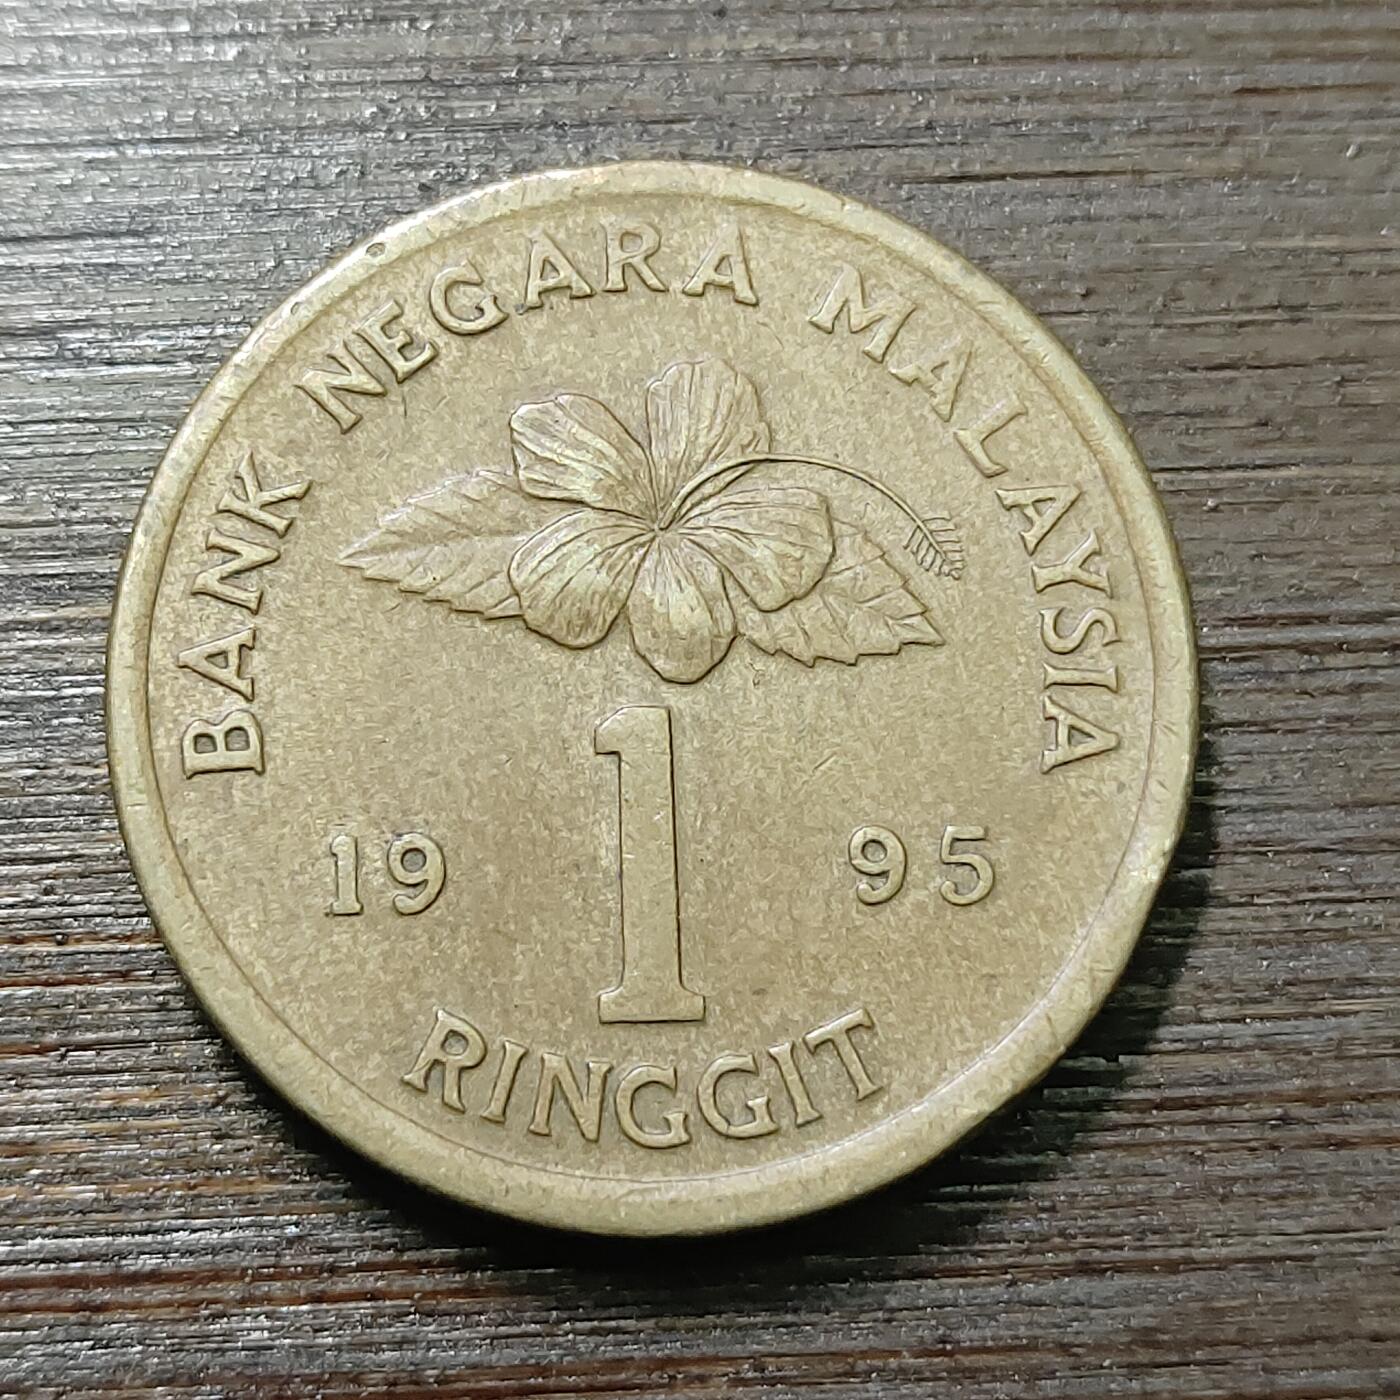 BANK NEGARA MALAYSIA
1
19 95
RINGGIT